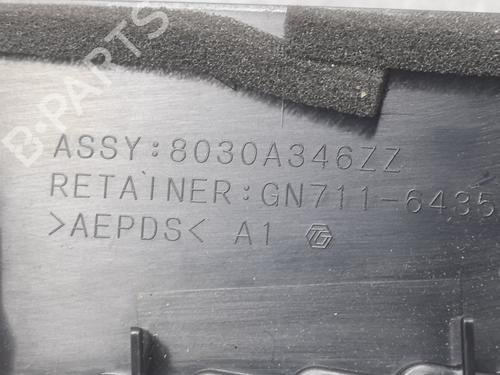 B-PARTS
ASSY:8030A346ZZ
RETAINER:GN711-6435
>AEPDS< A1